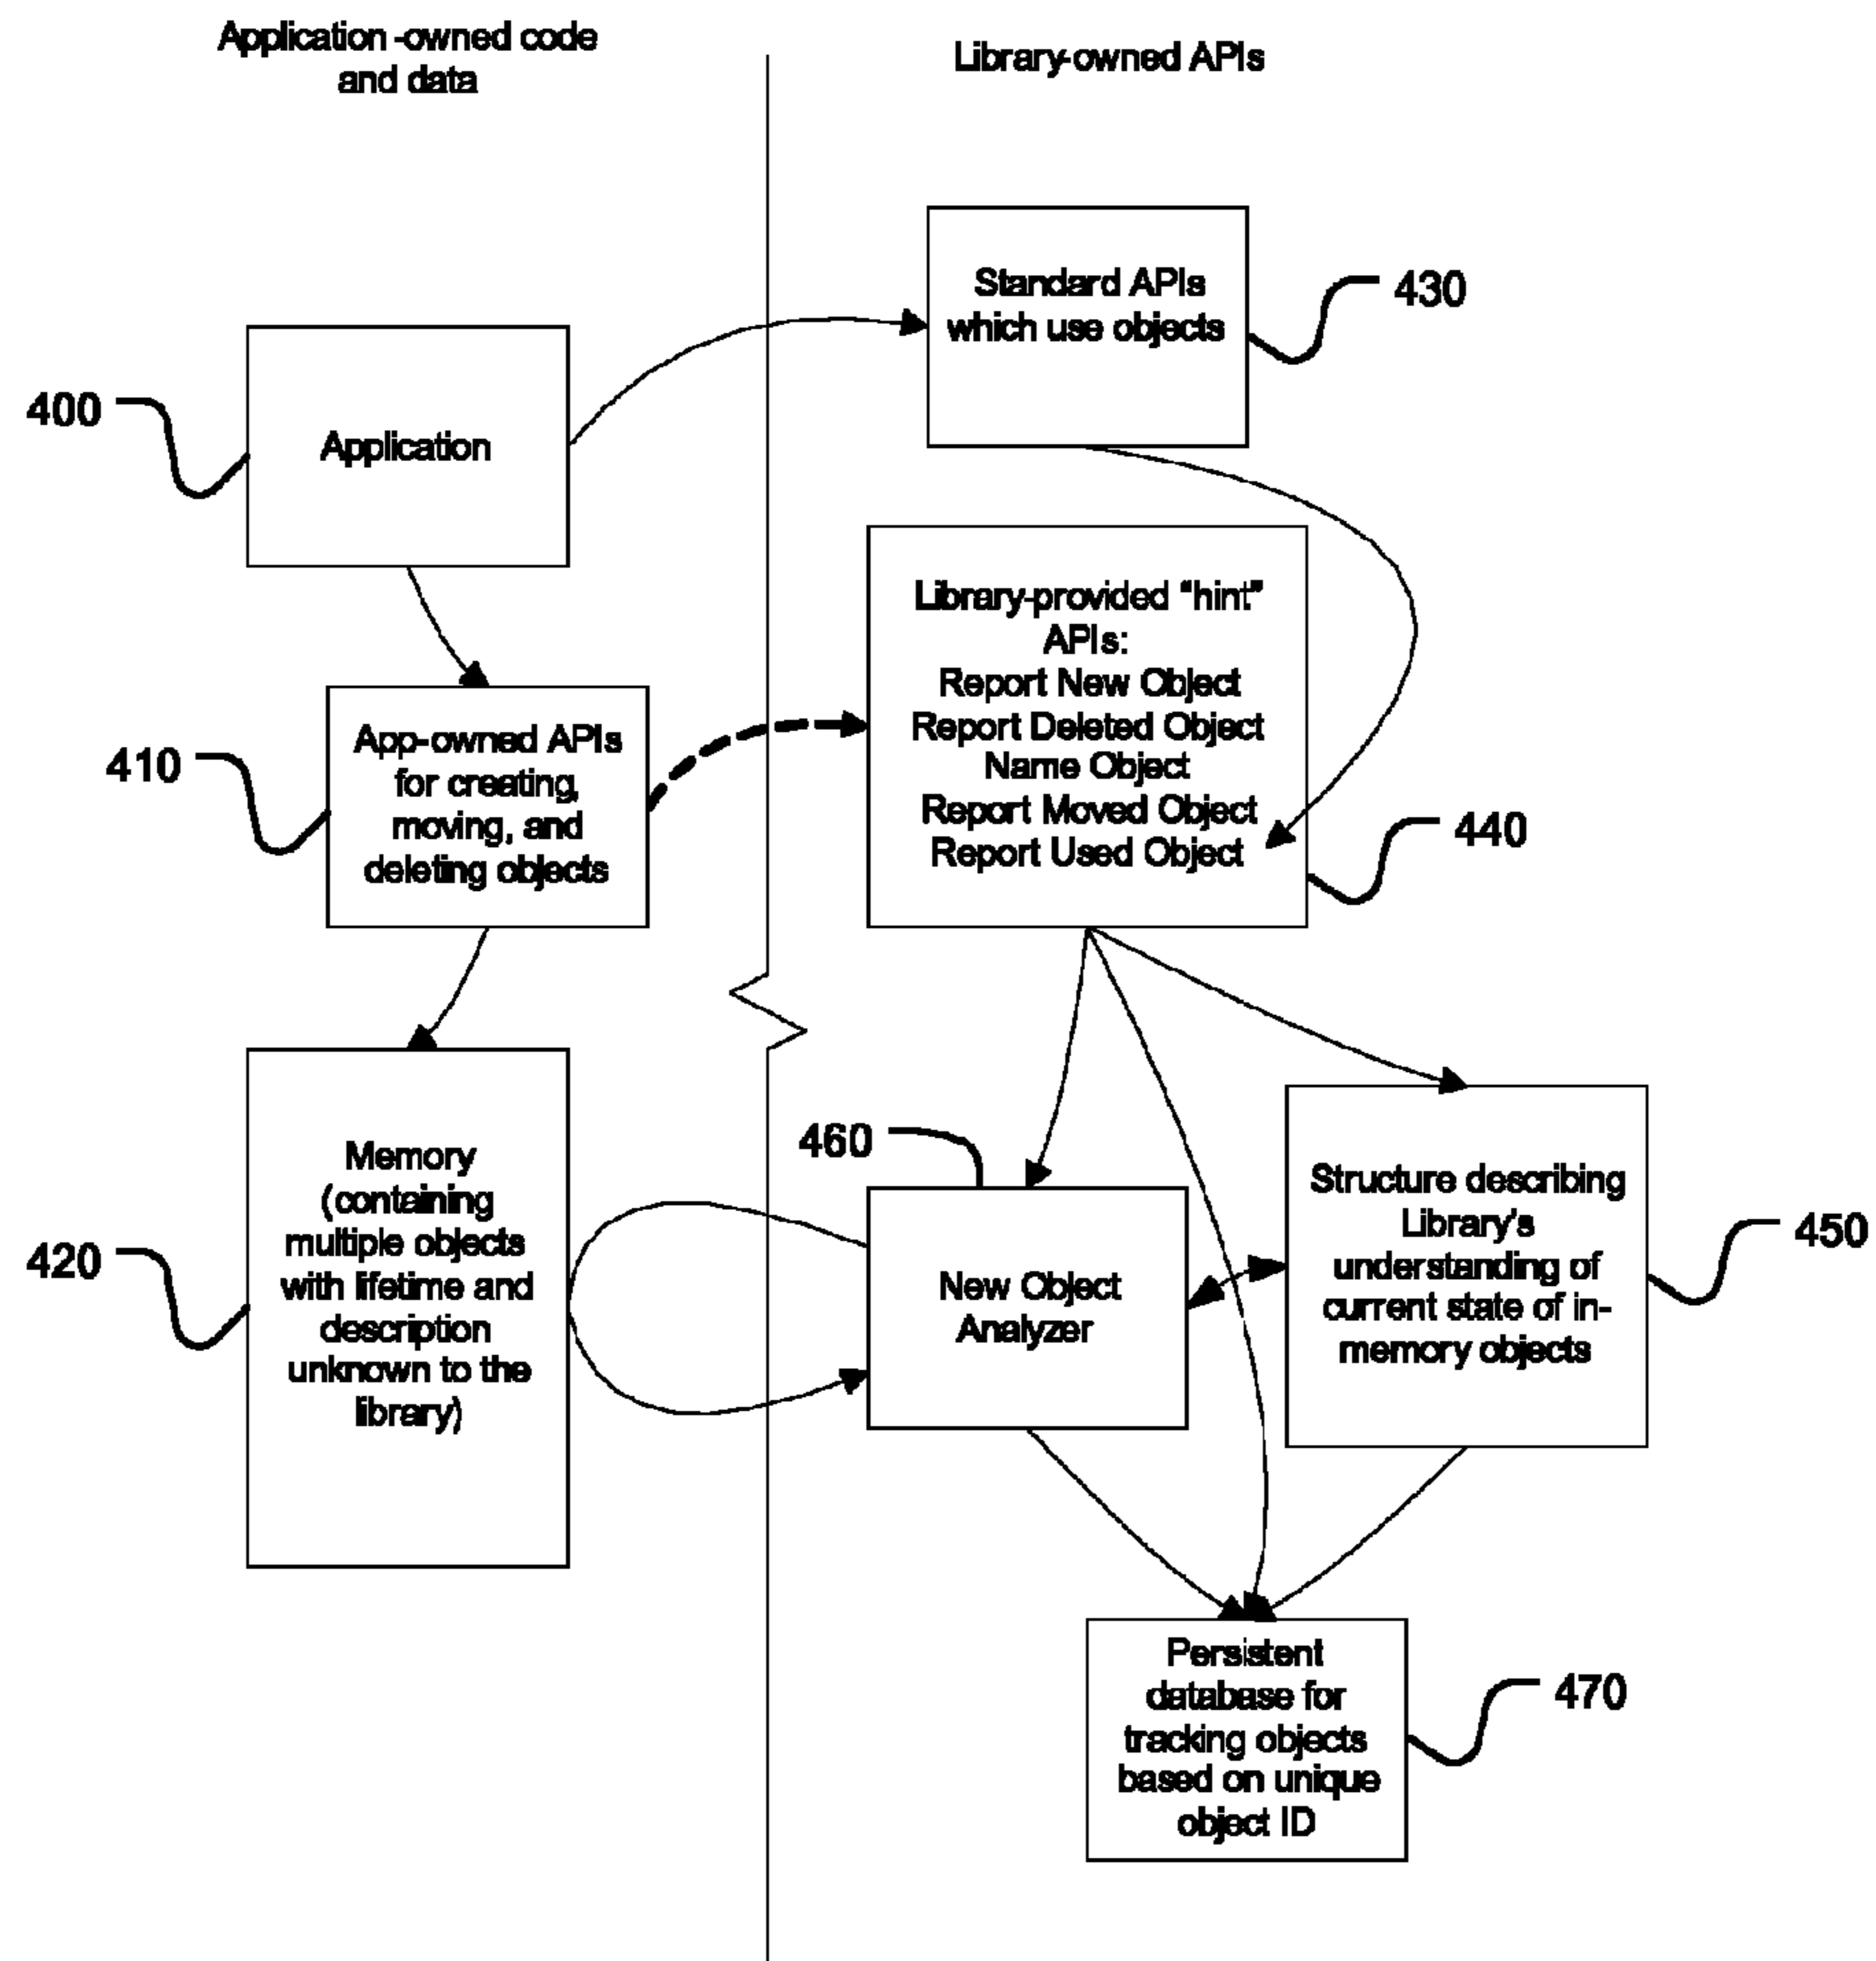 Application -owned code
and data
Library-owned APIs
Standard APIs
which use objects
430
400
Application
Library-provided “hint”
APIs:
Report New Object
Report Deleted Object
Name Object
Report Moved Object
Report Used Object
440
410
App-owned APIs
for creating,
moving, and
deleting objects
460
Memory
(containing
multiple objects
with lifetime and
description
unknown to the
library)
420
New Object
Analyzer
Structure describing
Library's
understanding of
current state of in-
memory objects
450
Persistent
database for
tracking objects
based on unique
object ID
470